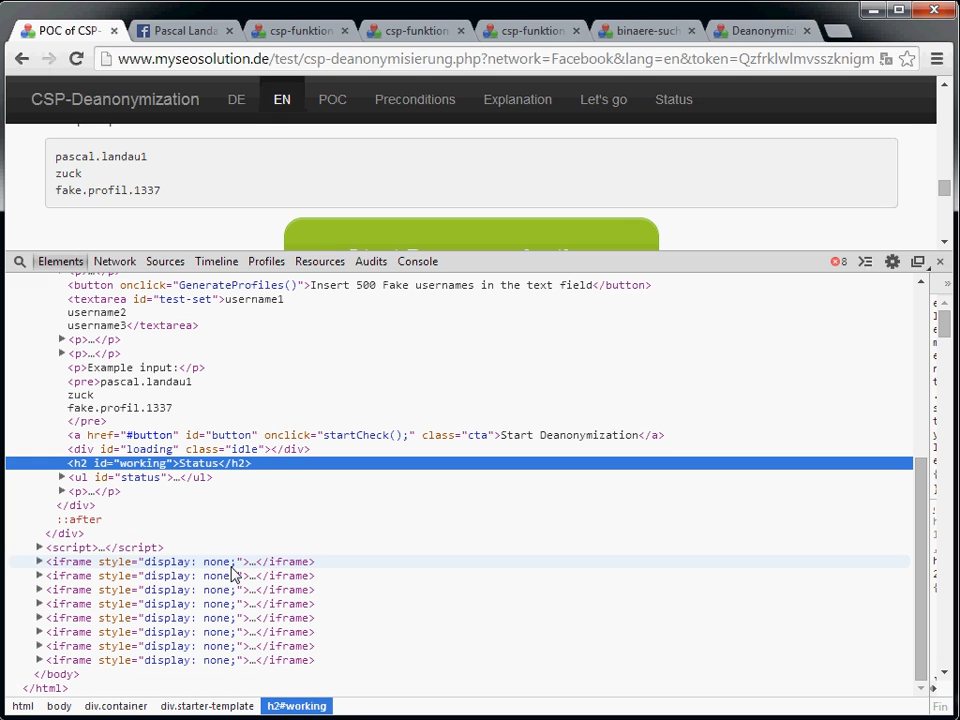 POC of CSP-
Pascal Landa
csp-funktion
csp-funktion
csp-funktion
binaere-such
Deanonymiz
www.myseosolution.de/test/csp-deanonymisierung.php?network=Facebook&lang=en&token=Qzfrklwlmvsszknigm
CSP-Deanonymization DE EN POC Preconditions Explanation Let's go Status
pascal.landau1
zuck
fake.profil.1337
Elements Network Sources Timeline Profiles Resources Audits Console 8
<p>…</p>
<button onclick="GenerateProfiles()">Insert 500 Fake usernames in the text field</button>
<textarea id="test-set">username1
username2
username3</textarea>
<p>…</p>
<p>…</p>
<p>Example input:</p>
<pre>pascal.landau1
zuck
fake.profil.1337
</pre>
<a href="#button" id="button" onclick="startCheck();" class="cta">Start Deanonymization</a>
<div id="loading" class="idle"></div>
<h2 id="working">Status</h2>
<ul id="status">…</ul>
<p>…</p>
</div>
::after
</div>
<script>…</script>
<iframe style="display: none;">…</iframe>
<iframe style="display: none;">…</iframe>
<iframe style="display: none;">…</iframe>
<iframe style="display: none;">…</iframe>
<iframe style="display: none;">…</iframe>
<iframe style="display: none;">…</iframe>
<iframe style="display: none;">…</iframe>
<iframe style="display: none;">…</iframe>
</body>
</html>
html body div.container div.starter-template h2#working Fin